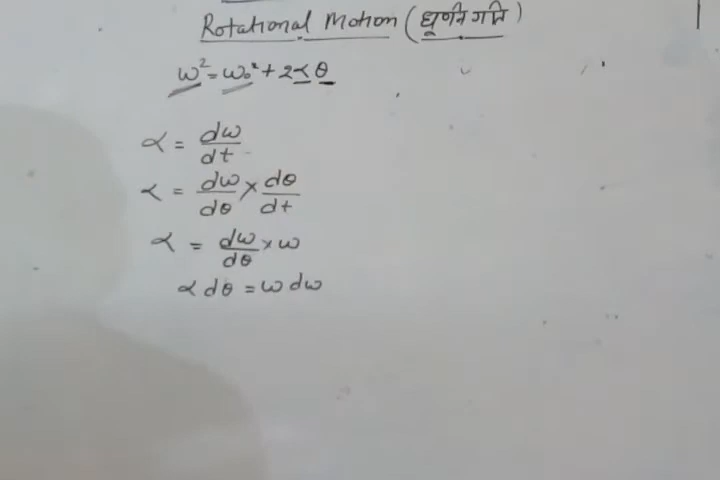 Rotational Motion (घूर्णन गति)
ω² = ω₀² + 2αθ
α = dω/dt
α = dω/dθ × dθ/dt
α = dω/dθ × ω
α dθ = ω dω